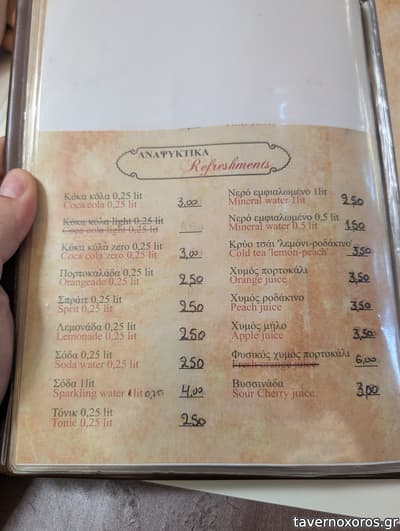 ΑΝΑΨΥΚΤΙΚΑ
Refreshments
Κόκα κόλα 0,25 lit
Coca cola 0,25 lit 3,00
Κόκα κόλα light 0,25 lit
Coca cola light 0,25 lit
Κόκα κόλα zero 0,25 lit
Coca cola zero 0,25 lit 3,00
Πορτοκαλάδα 0,25 lit
Orangeade 0,25 lit 2,50
Σπράιτ 0,25 lit
Sprit 0,25 lit 2,50
Λεμονάδα 0,25 lit
Lemonade 0,25 lit 2,50
Σόδα 0,25 lit
Soda water 0,25 lit 2,50
Σόδα 1lit
Sparkling water 1lit 4,00
Τόνικ 0,25 lit
Tonic 0,25 lit 2,50
Νερό εμφιαλωμένο 1lit
Mineral water 1lit 2,50
Νερό εμφιαλωμένο 0,5 lit
Mineral water 0,5 lit 1,50
Κρύο τσάι 'λεμόνι-ροδάκινο'
Cold tea 'lemon-peach' 3,50
Χυμός πορτοκάλι
Orange juice 3,50
Χυμός ροδάκινο
Peach juice 3,50
Χυμός μήλο
Apple juice 3,50
Φυσικός χυμός πορτοκάλι
Fresh orange juice 6,00
Βυσσινάδα
Sour Cherry juice 3,00
tavernoxoros.gr